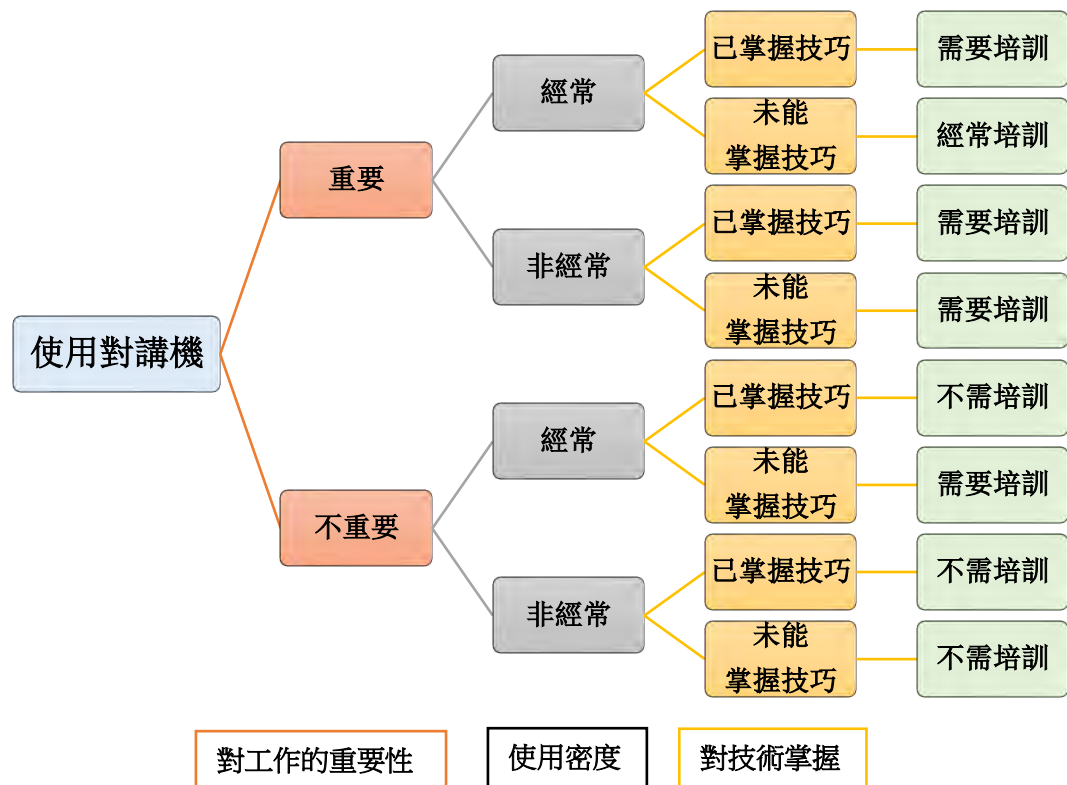 使用對講機
重要
經常
已掌握技巧
需要培訓
未能
掌握技巧
經常培訓
非經常
已掌握技巧
需要培訓
未能
掌握技巧
需要培訓
不重要
經常
已掌握技巧
不需培訓
未能
掌握技巧
需要培訓
非經常
已掌握技巧
不需培訓
未能
掌握技巧
不需培訓
對工作的重要性
使用密度
對技術掌握